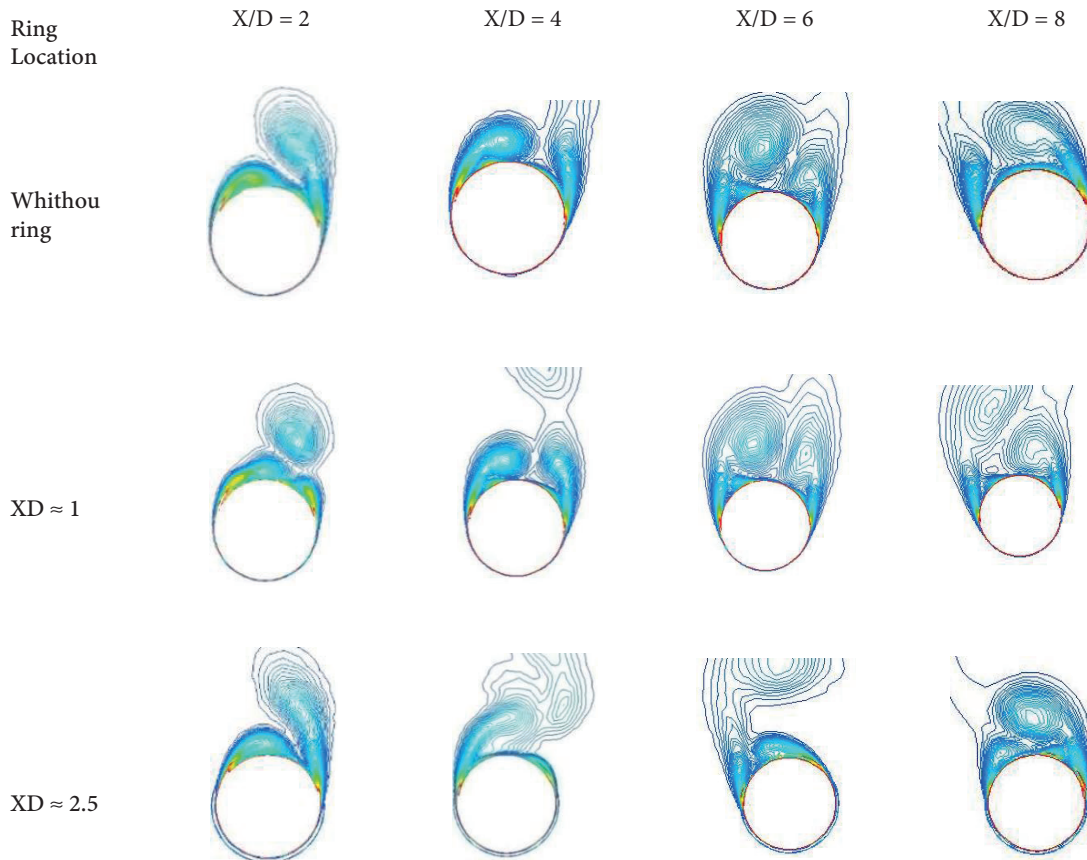 Ring
Location
X/D = 2
X/D = 4
X/D = 6
X/D = 8
Whithou
ring
XD ≈ 1
XD ≈ 2.5